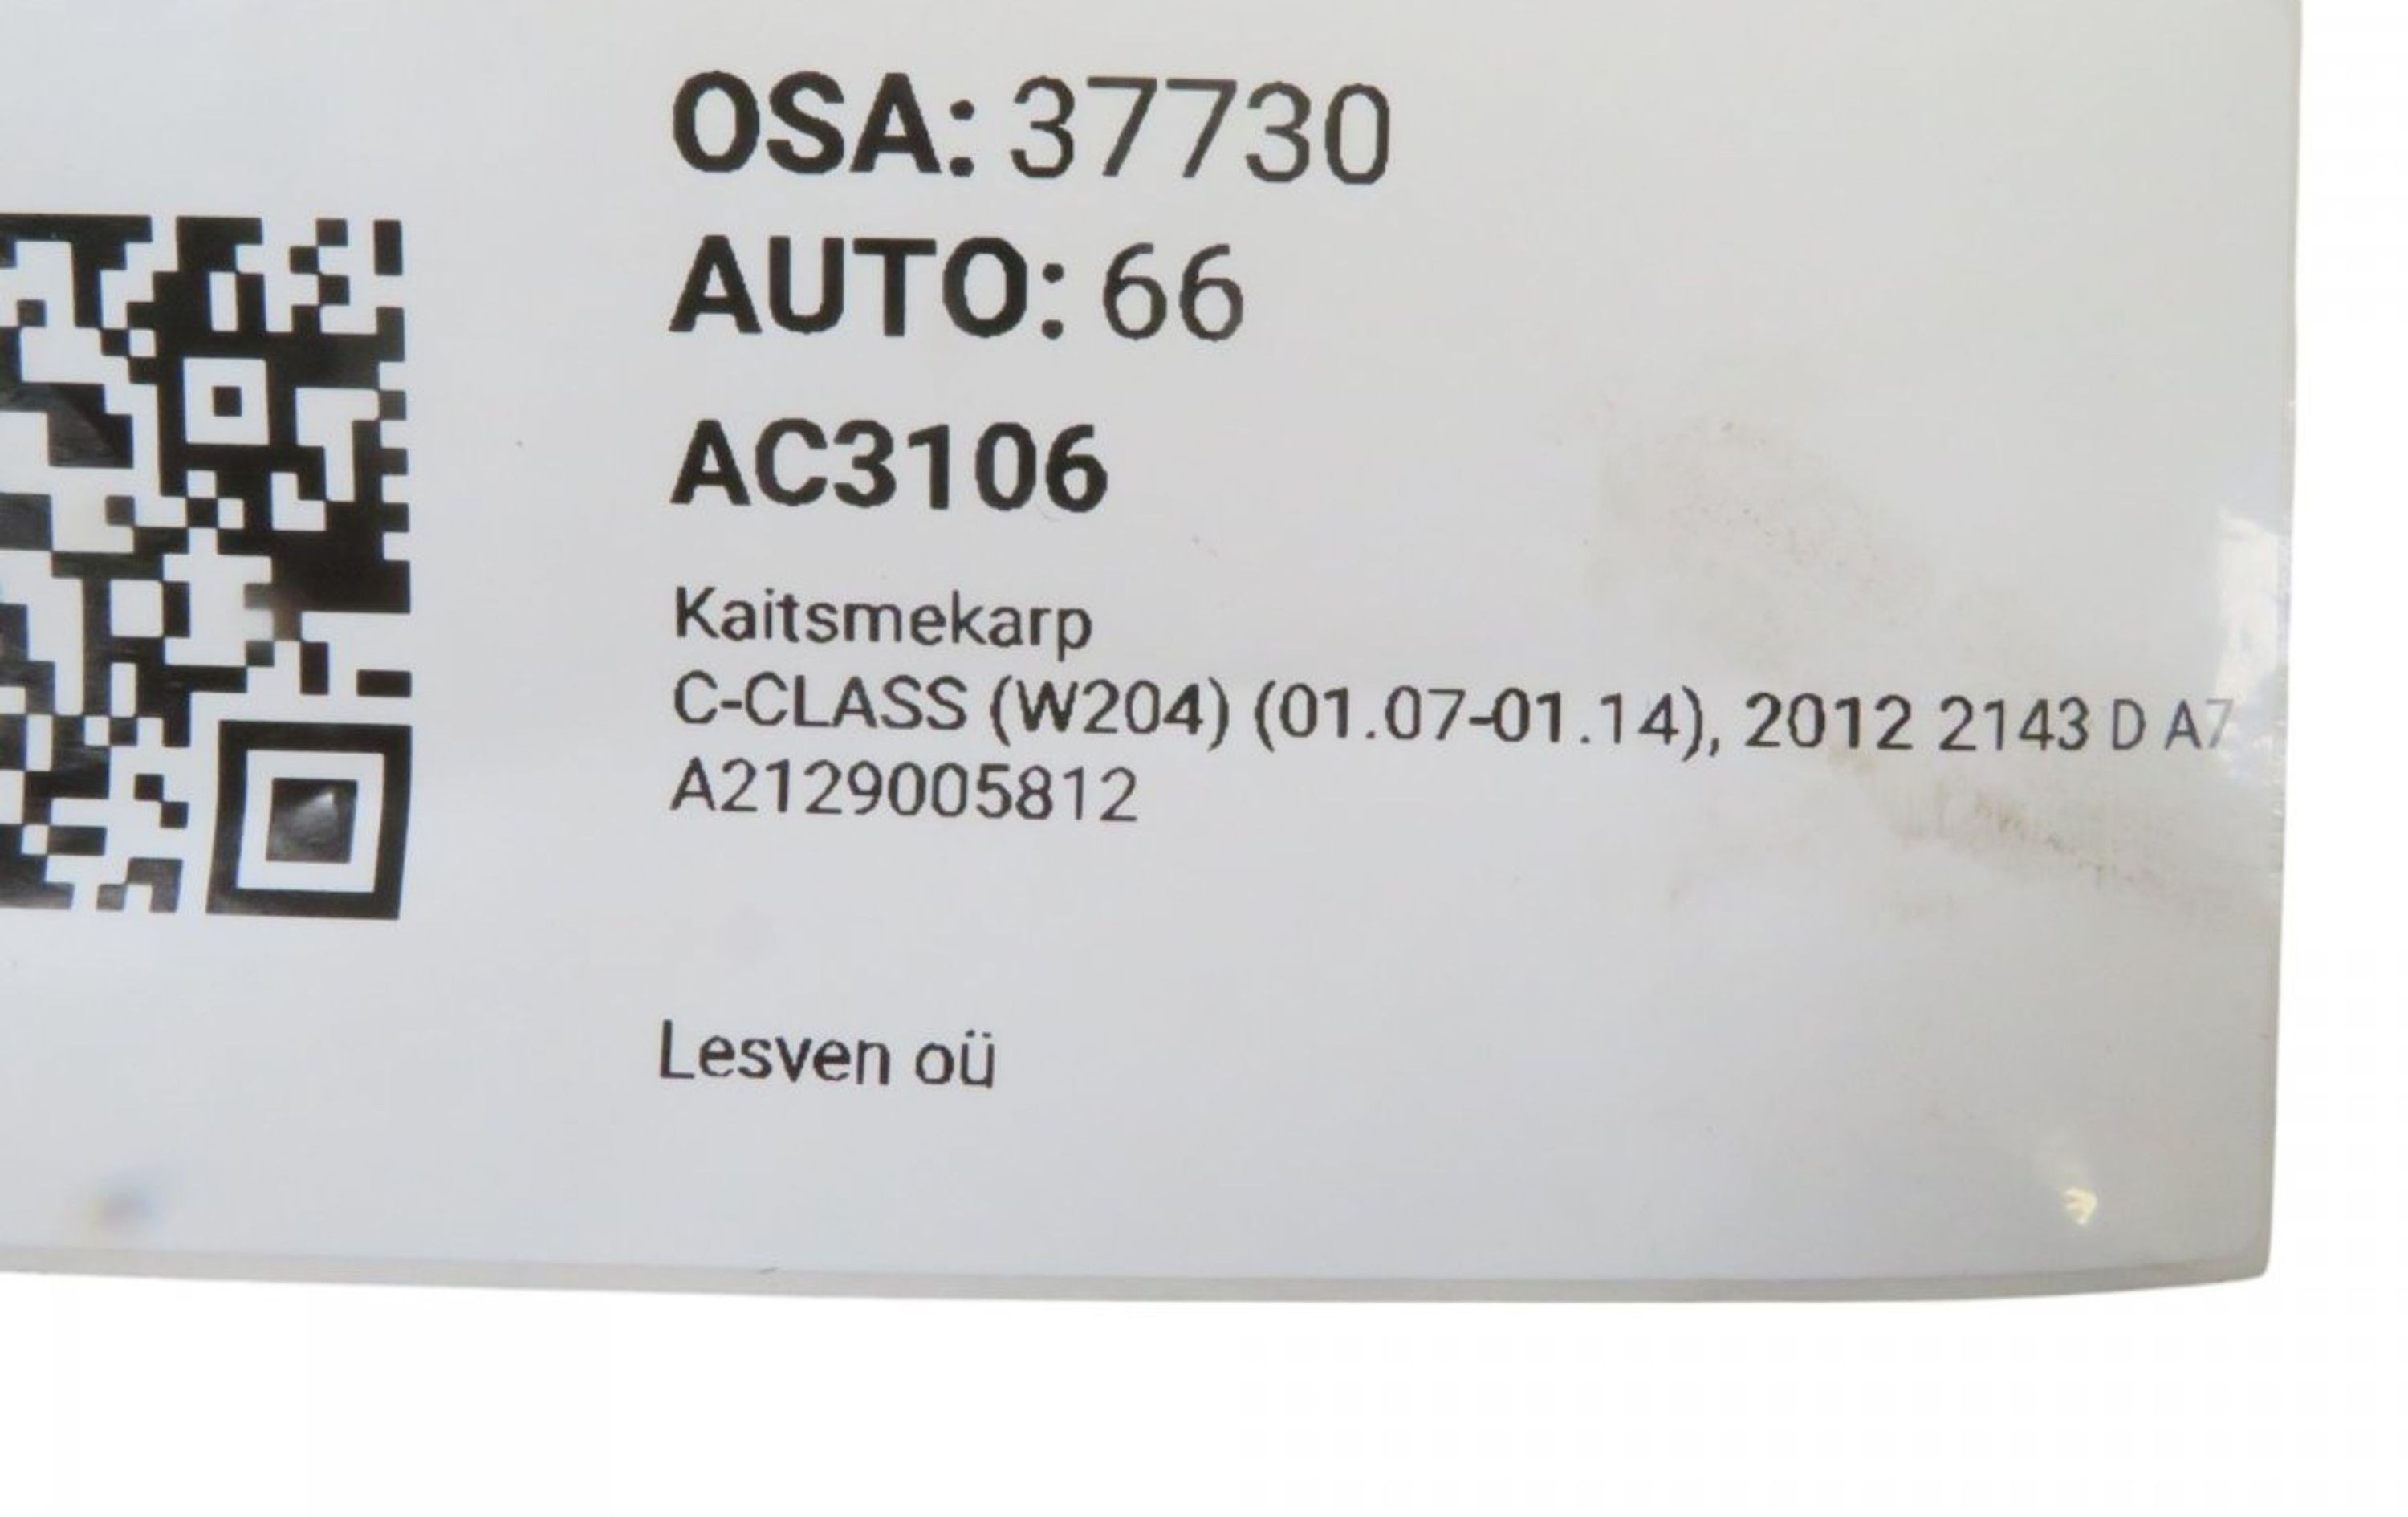 OSA: 37730
AUTO: 66
AC3106
Kaitsmekarp
C-CLASS (W204) (01.07-01.14), 2012 2143 D A7
A2129005812
Lesven oü